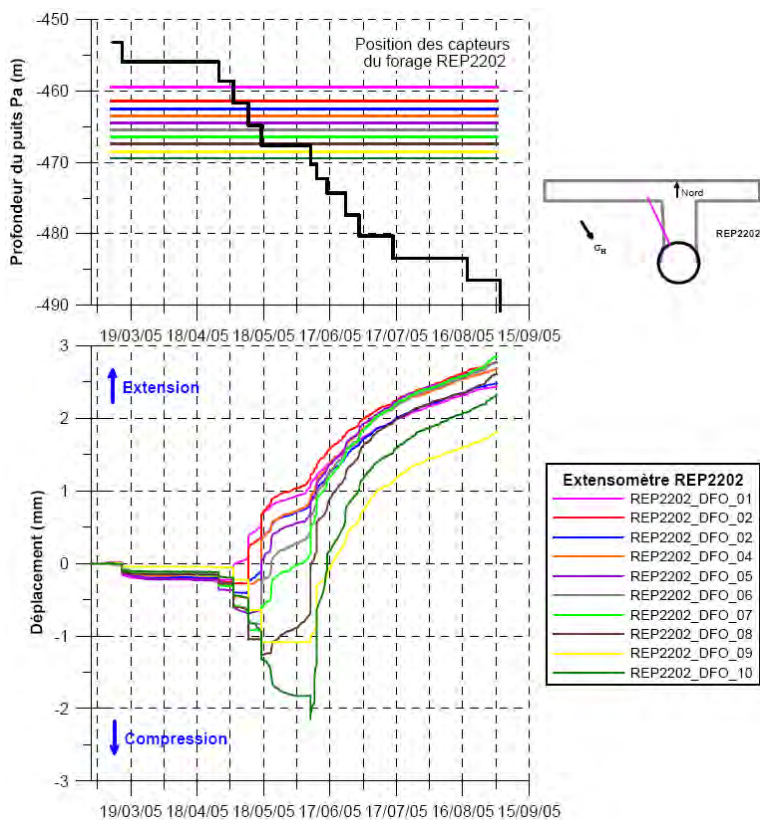 -450
-460
-470
-480
-490
Profondeur du puits Pa (m)
Position des capteurs
du forage REP2202
19/03/05 18/04/05 18/05/05 17/06/05 17/07/05 16/08/05 15/09/05
Nord
REP2202
σH
3
2
1
0
-1
-2
-3
Déplacement (mm)
Extension
Compression
19/03/05 18/04/05 18/05/05 17/06/05 17/07/05 16/08/05 15/09/05
Extensomètre REP2202
REP2202_DFO_01
REP2202_DFO_02
REP2202_DFO_02
REP2202_DFO_04
REP2202_DFO_05
REP2202_DFO_06
REP2202_DFO_07
REP2202_DFO_08
REP2202_DFO_09
REP2202_DFO_10